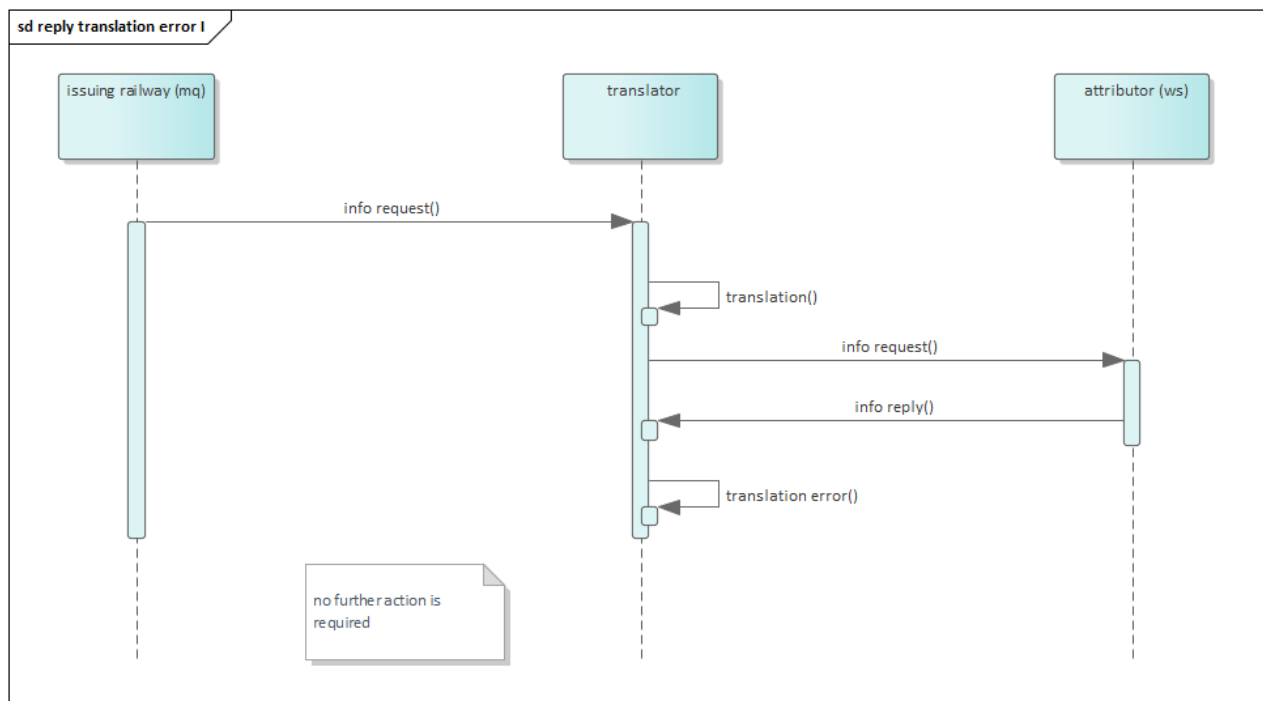 sd reply translation error I
issuing railway (mq)
translator
attributor (ws)
info request()
translation()
info request()
info reply()
translation error()
no further action is
required